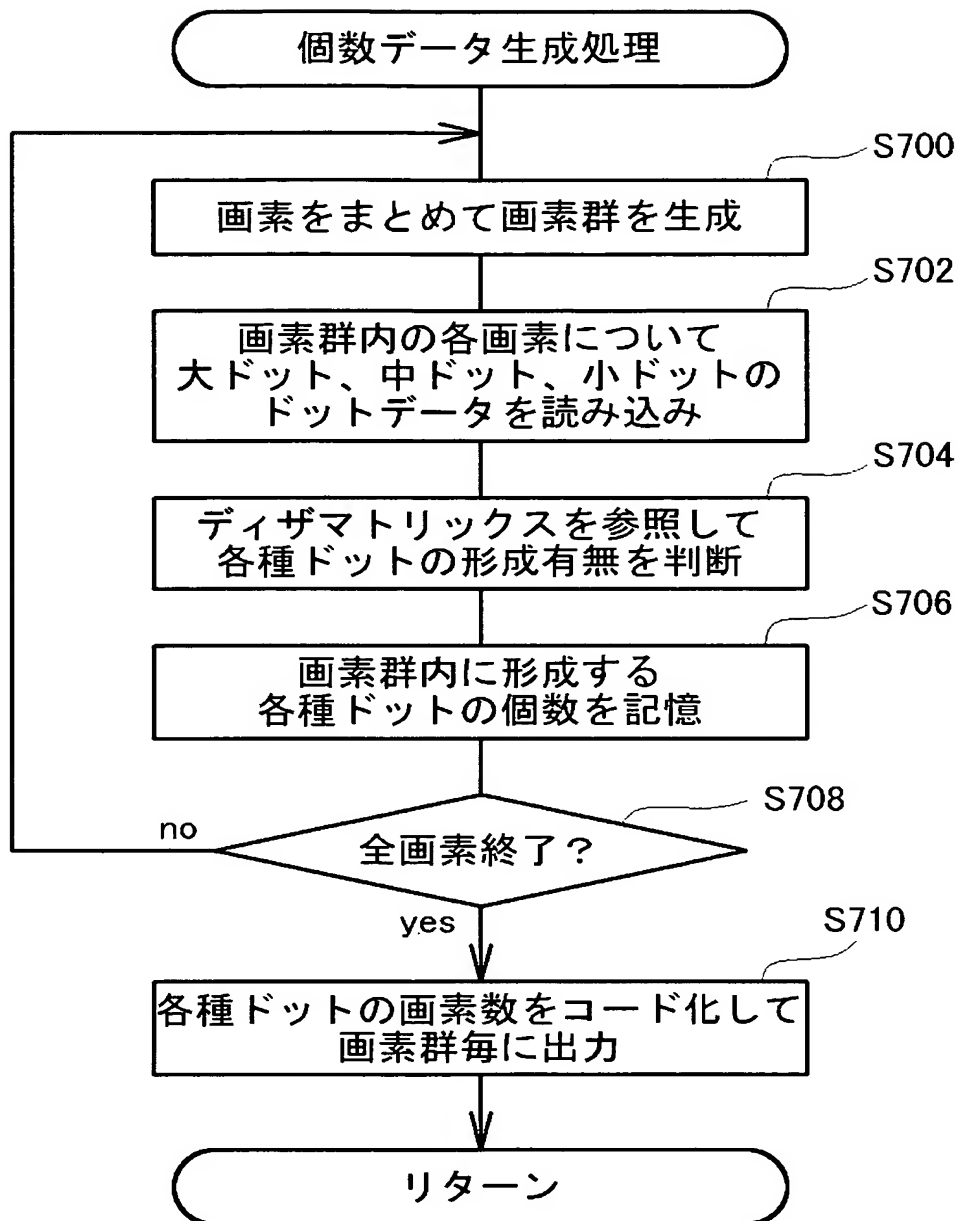 個数データ生成処理
S700
画素をまとめて画素群を生成
S702
画素群内の各画素について
大ドット、中ドット、小ドットの
ドットデータを読み込み
S704
ディザマトリックスを参照して
各種ドットの形成有無を判断
S706
画素群内に形成する
各種ドットの個数を記憶
S708
no
全画素終了？
yes
S710
各種ドットの画素数をコード化して
画素群毎に出力
リターン